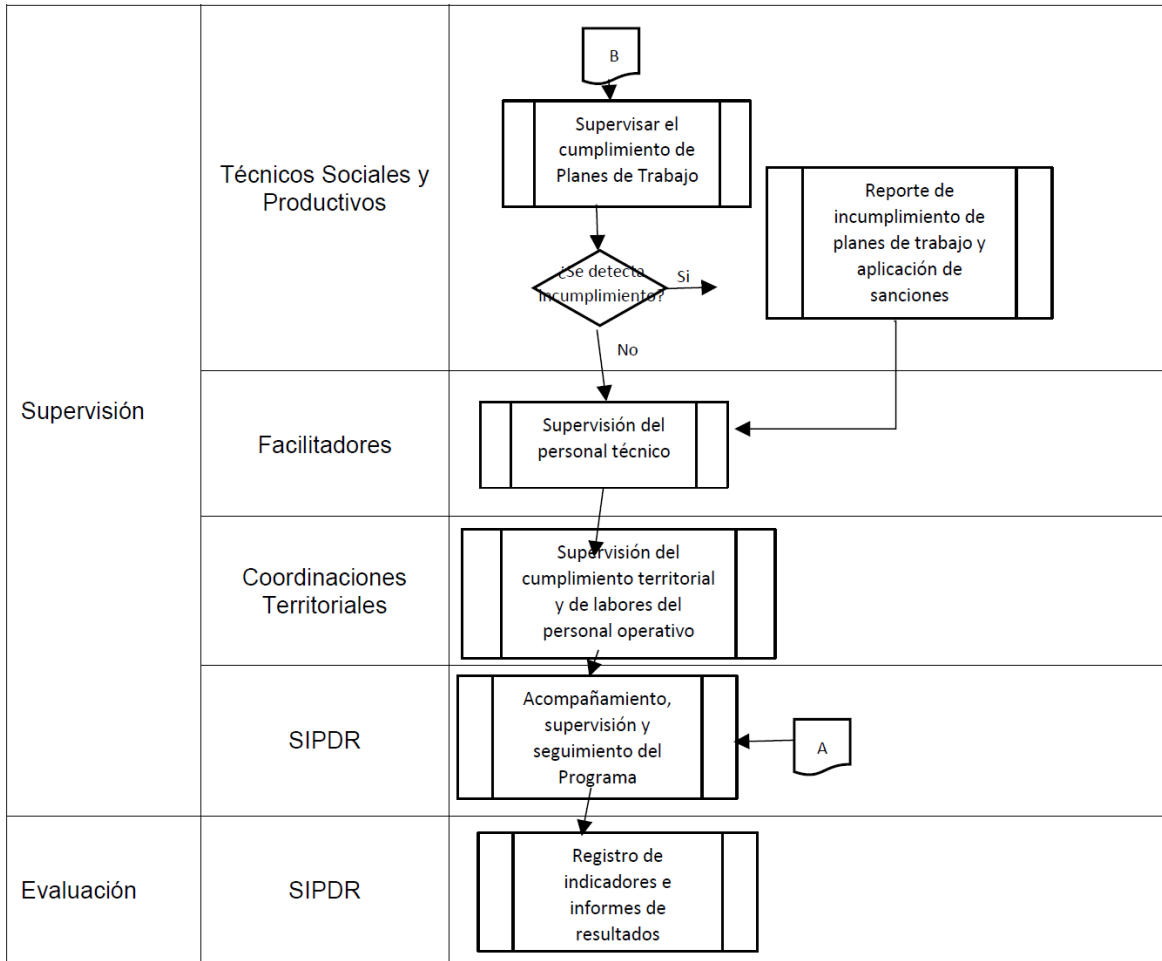 Supervisión
Técnicos Sociales y
Productivos
B
Supervisar el
cumplimiento de
Planes de Trabajo
¿Se detecta
incumplimiento?
Si
No
Reporte de
incumplimiento de
planes de trabajo y
aplicación de
sanciones
Facilitadores
Supervisión del
personal técnico
Coordinaciones
Territoriales
Supervisión del
cumplimiento territorial
y de labores del
personal operativo
SIPDR
Acompañamiento,
supervisión y
seguimiento del
Programa
A
Evaluación
SIPDR
Registro de
indicadores e
informes de
resultados